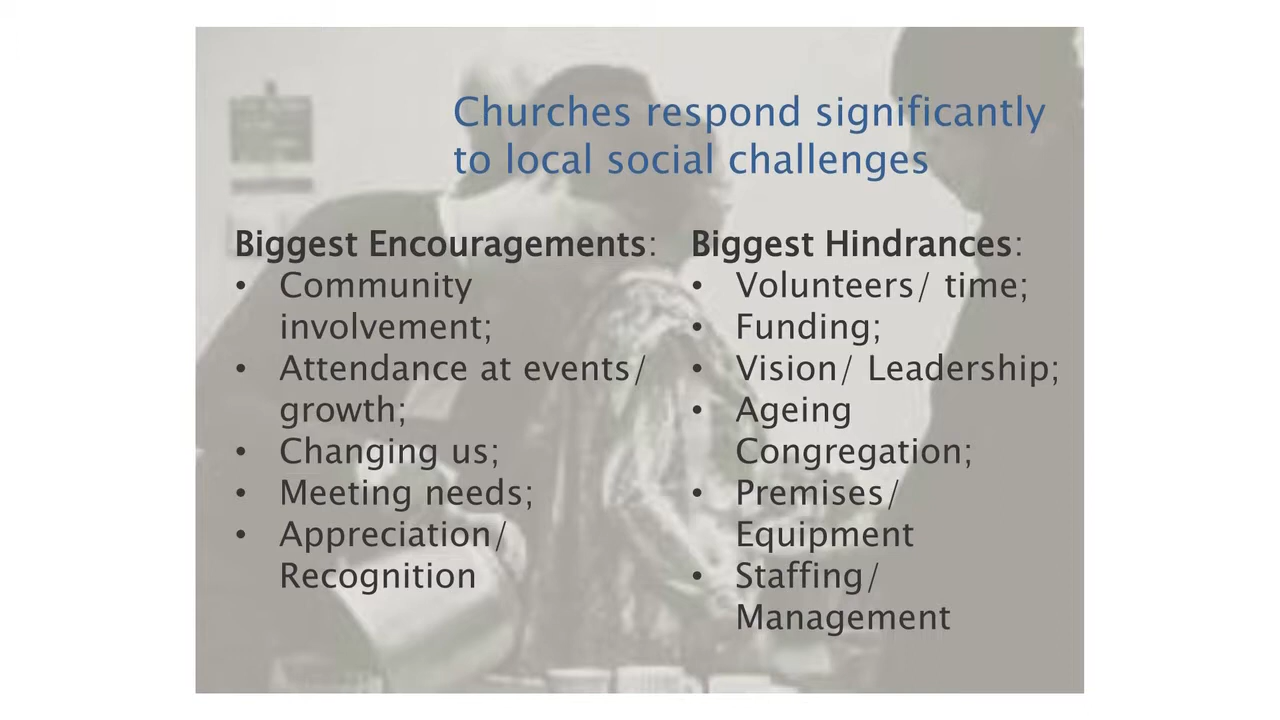 Churches respond significantly
to local social challenges
Biggest Encouragements:
• Community
involvement;
• Attendance at events/
growth;
• Changing us;
• Meeting needs;
• Appreciation/
Recognition
Biggest Hindrances:
• Volunteers/ time;
• Funding;
• Vision/ Leadership;
• Ageing
Congregation;
• Premises/
Equipment
• Staffing/
Management